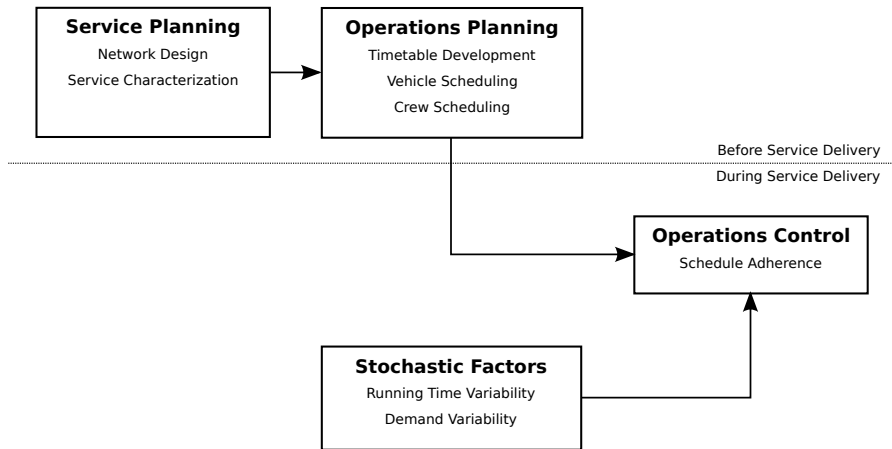 Service Planning
Network Design
Service Characterization
Operations Planning
Timetable Development
Vehicle Scheduling
Crew Scheduling
Before Service Delivery
During Service Delivery
Operations Control
Schedule Adherence
Stochastic Factors
Running Time Variability
Demand Variability